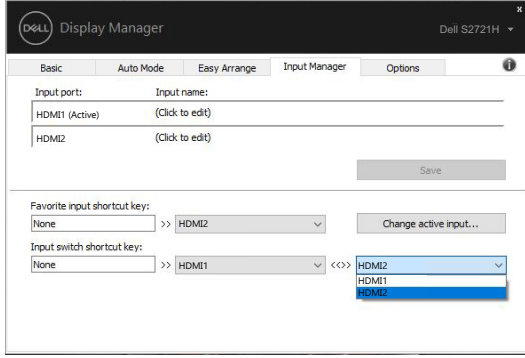 DELL Display Manager
x
Dell S2721H
Basic Auto Mode Easy Arrange Input Manager Options i
Input port: Input name:
HDMI1 (Active) (Click to edit)
HDMI2 (Click to edit)
Save
Favorite input shortcut key:
None >> HDMI2 Change active input...
Input switch shortcut key:
None >> HDMI1 <<>> HDMI2
HDMI1
HDMI2